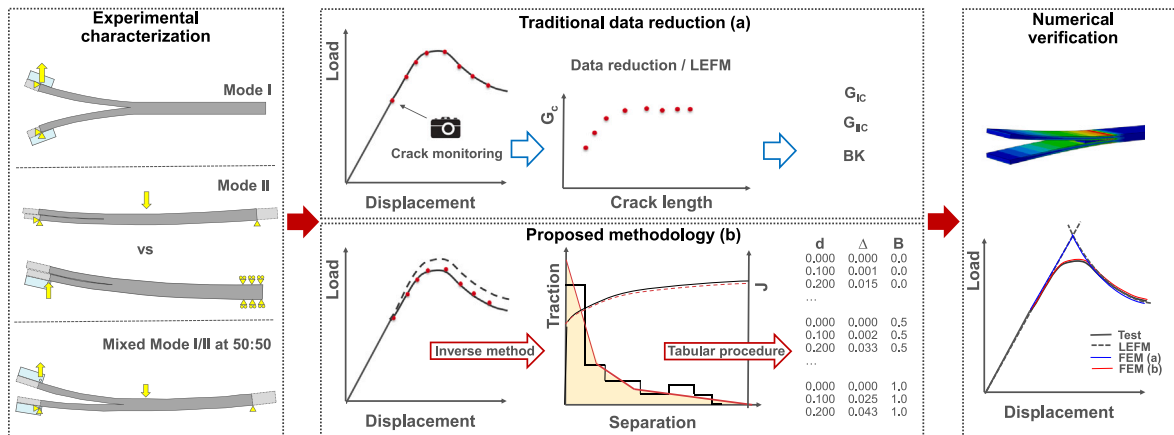 Experimental
characterization
Mode I
Mode II
vs
Mixed Mode I/II at 50:50
Traditional data reduction (a)
Load
Crack monitoring
Displacement
Data reduction / LEFM
Gc
Crack length
GIC
GIIC
BK
Proposed methodology (b)
Load
Displacement
Inverse method
Traction
J
Separation
Tabular procedure
d Δ B
0,000 0,000 0.0
0.100 0.001 0.0
0.200 0.015 0.0
...
0.000 0.000 0.5
0.100 0.002 0.5
0.200 0.033 0.5
...
0.000 0.000 1.0
0.100 0.025 1.0
0.200 0.043 1.0
Numerical
verification
Load
Test
LEFM
FEM (a)
FEM (b)
Displacement